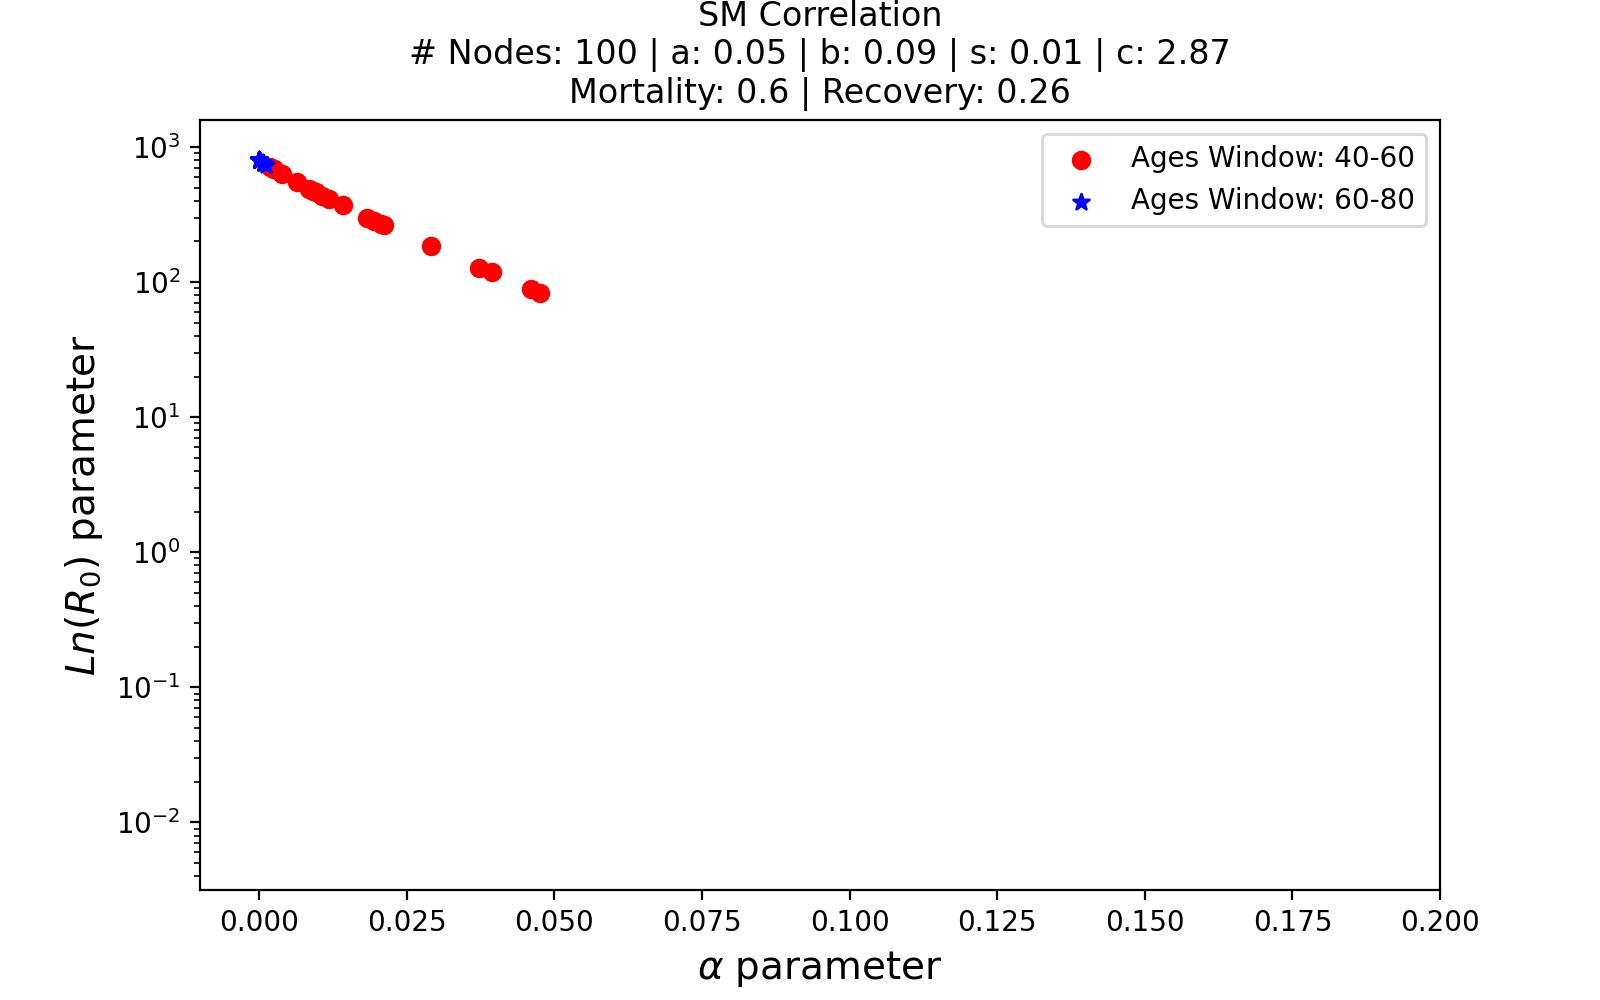 SM Correlation
# Nodes: 100 | a: 0.05 | b: 0.09 | s: 0.01 | c: 2.87
Mortality: 0.6 | Recovery: 0.26
Ages Window: 40-60
Ages Window: 60-80
10³
10²
10¹
10⁰
10⁻¹
10⁻²
Ln(R₀) parameter
0.000 0.025 0.050 0.075 0.100 0.125 0.150 0.175 0.200
α parameter